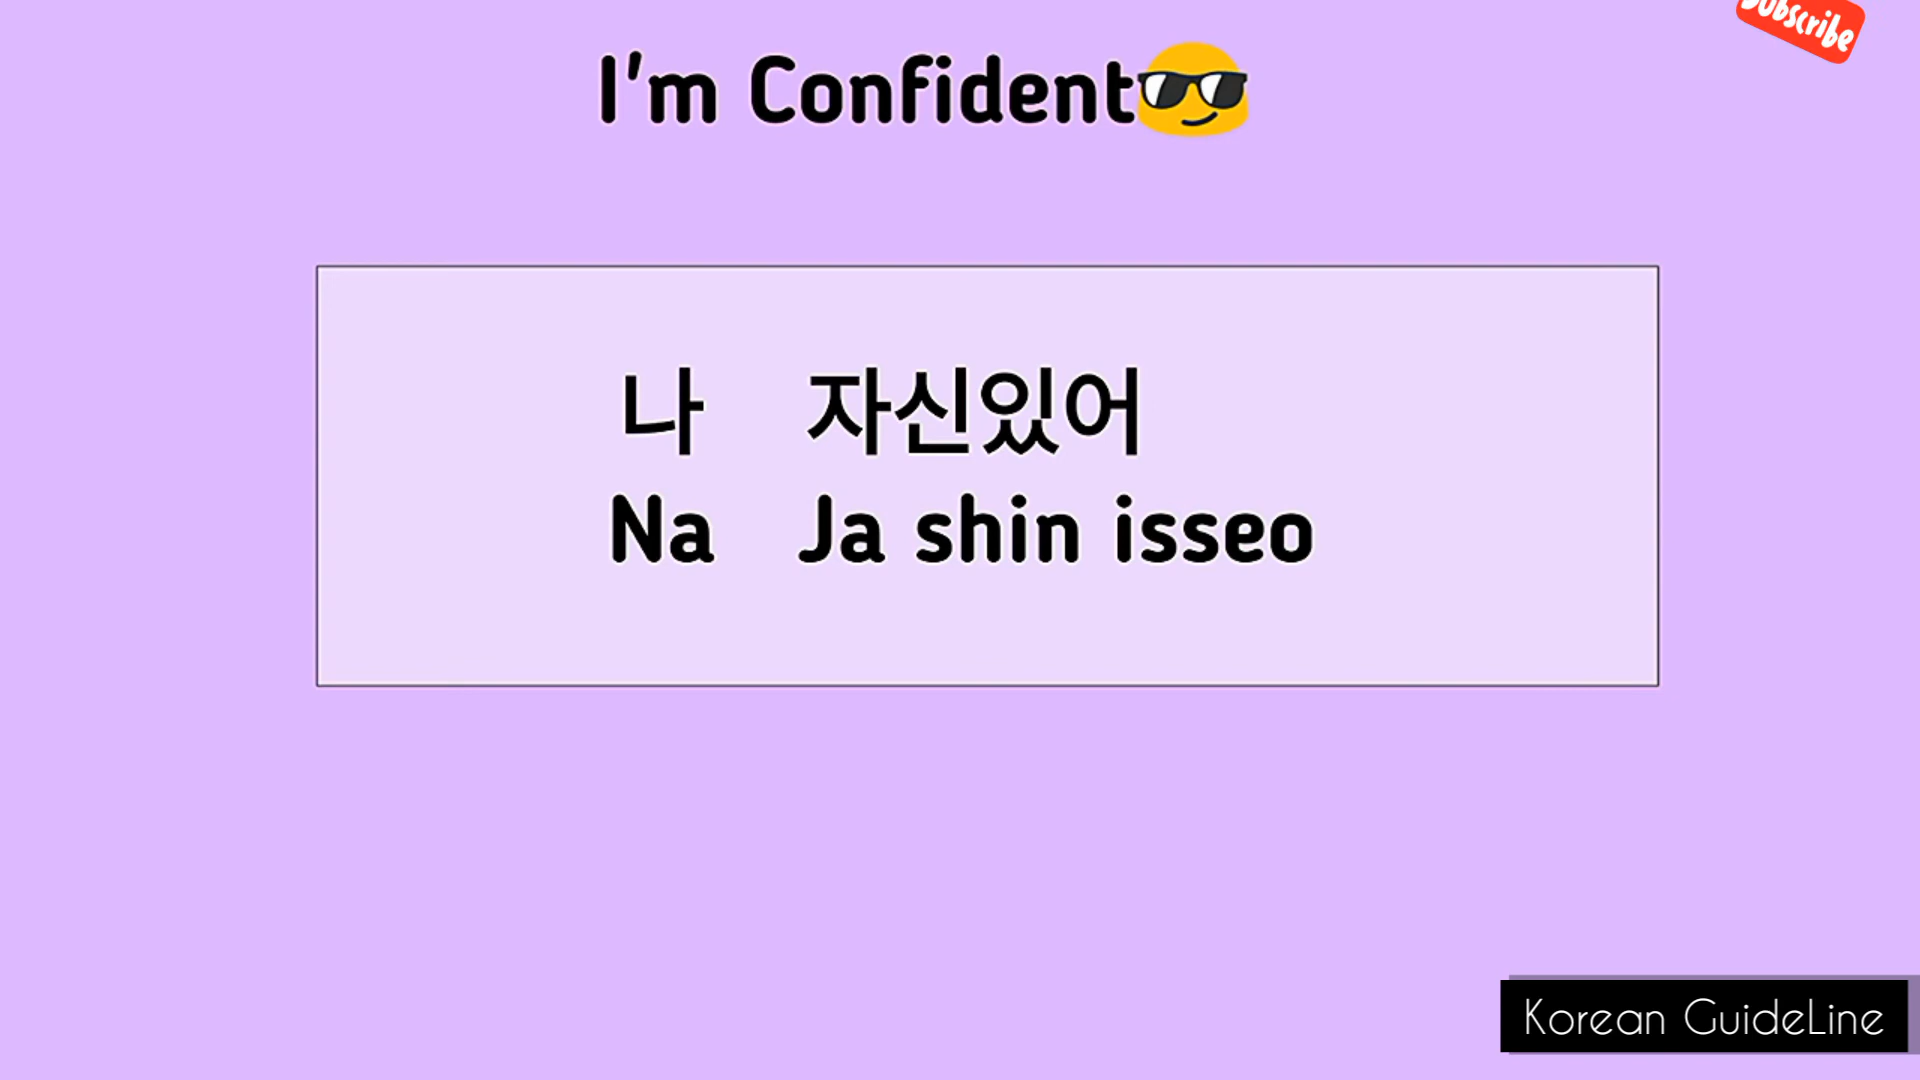 Subscribe
I'm Confident😎
나 자신있어
Na Ja shin isseo
Korean GuideLine